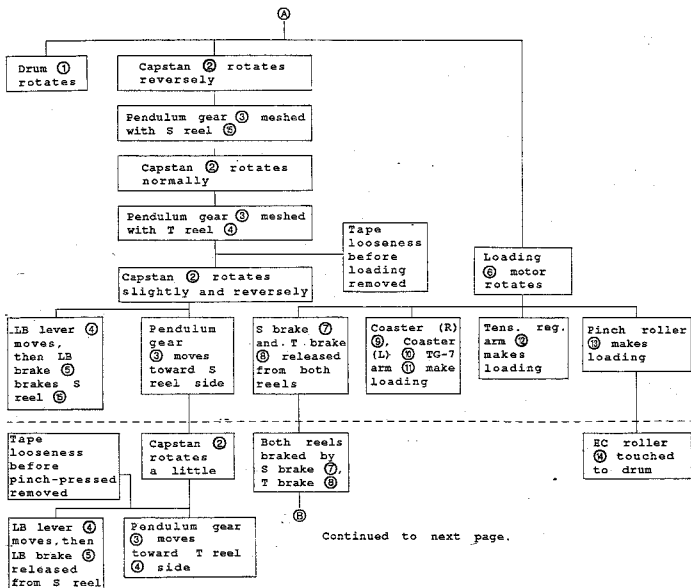 Ⓐ
Drum ①
rotates
Capstan ② rotates
reversely
Pendulum gear ③ meshed
with S reel ⑮
Capstan ② rotates
normally
Pendulum gear ③ meshed
with T reel ④
Tape
looseness
before
loading
removed
Capstan ② rotates
slightly and reversely
Loading
⑥ motor
rotates
LB lever ④
moves,
then LB
brake ⑤
brakes S
reel ⑮
Pendulum
gear
③ moves
toward S
reel side
S brake ⑦
and T brake
⑧ released
from both
reels
Coaster (R)
⑨, Coaster
(L) ⑩ TG-7
arm ⑪ make
loading
Tens. reg.
arm ⑫
makes
loading
Pinch roller
⑬ makes
loading
Tape
looseness
before
pinch-pressed
removed
Capstan ②
rotates
a little
Both reels
braked by
S brake ⑦,
T brake ⑧
EC roller
⑭ touched
to drum
Ⓑ
LB lever ④
moves, then
LB brake ⑤
released
from S reel
Pendulum gear
③ moves
toward T reel
④ side
Continued to next page.